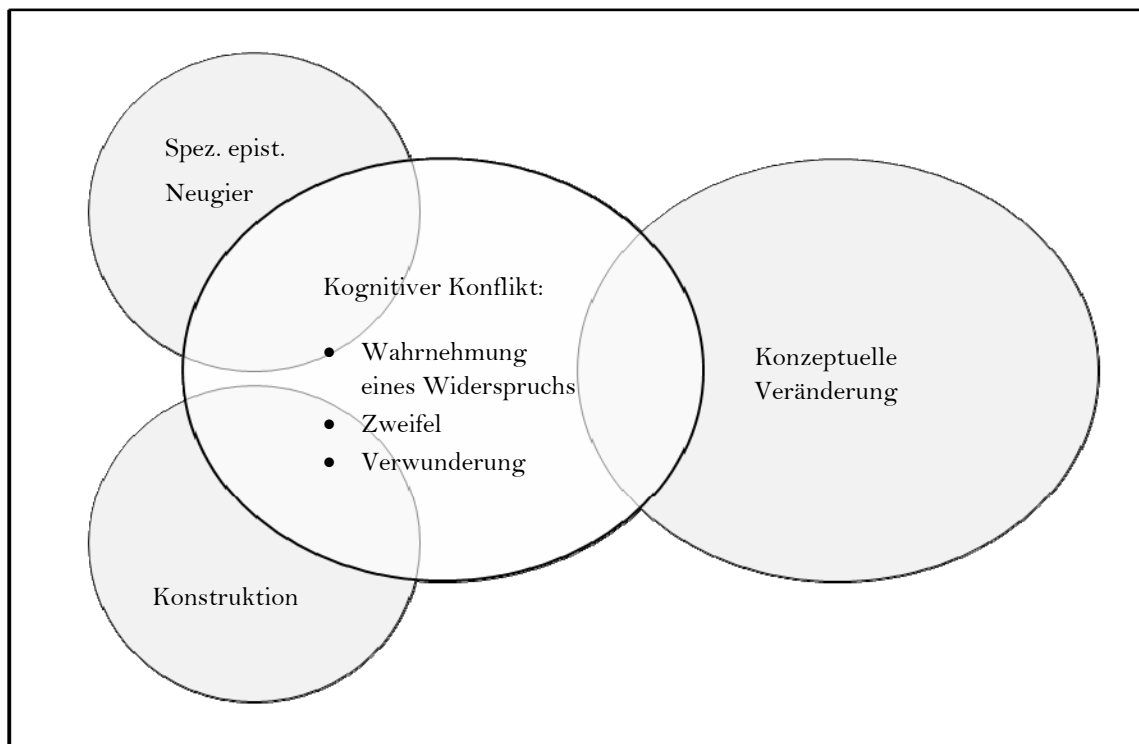 Spez. epist.
Neugier
Kognitiver Konflikt:
• Wahrnehmung
eines Widerspruchs
• Zweifel
• Verwunderung
Konzeptuelle
Veränderung
Konstruktion